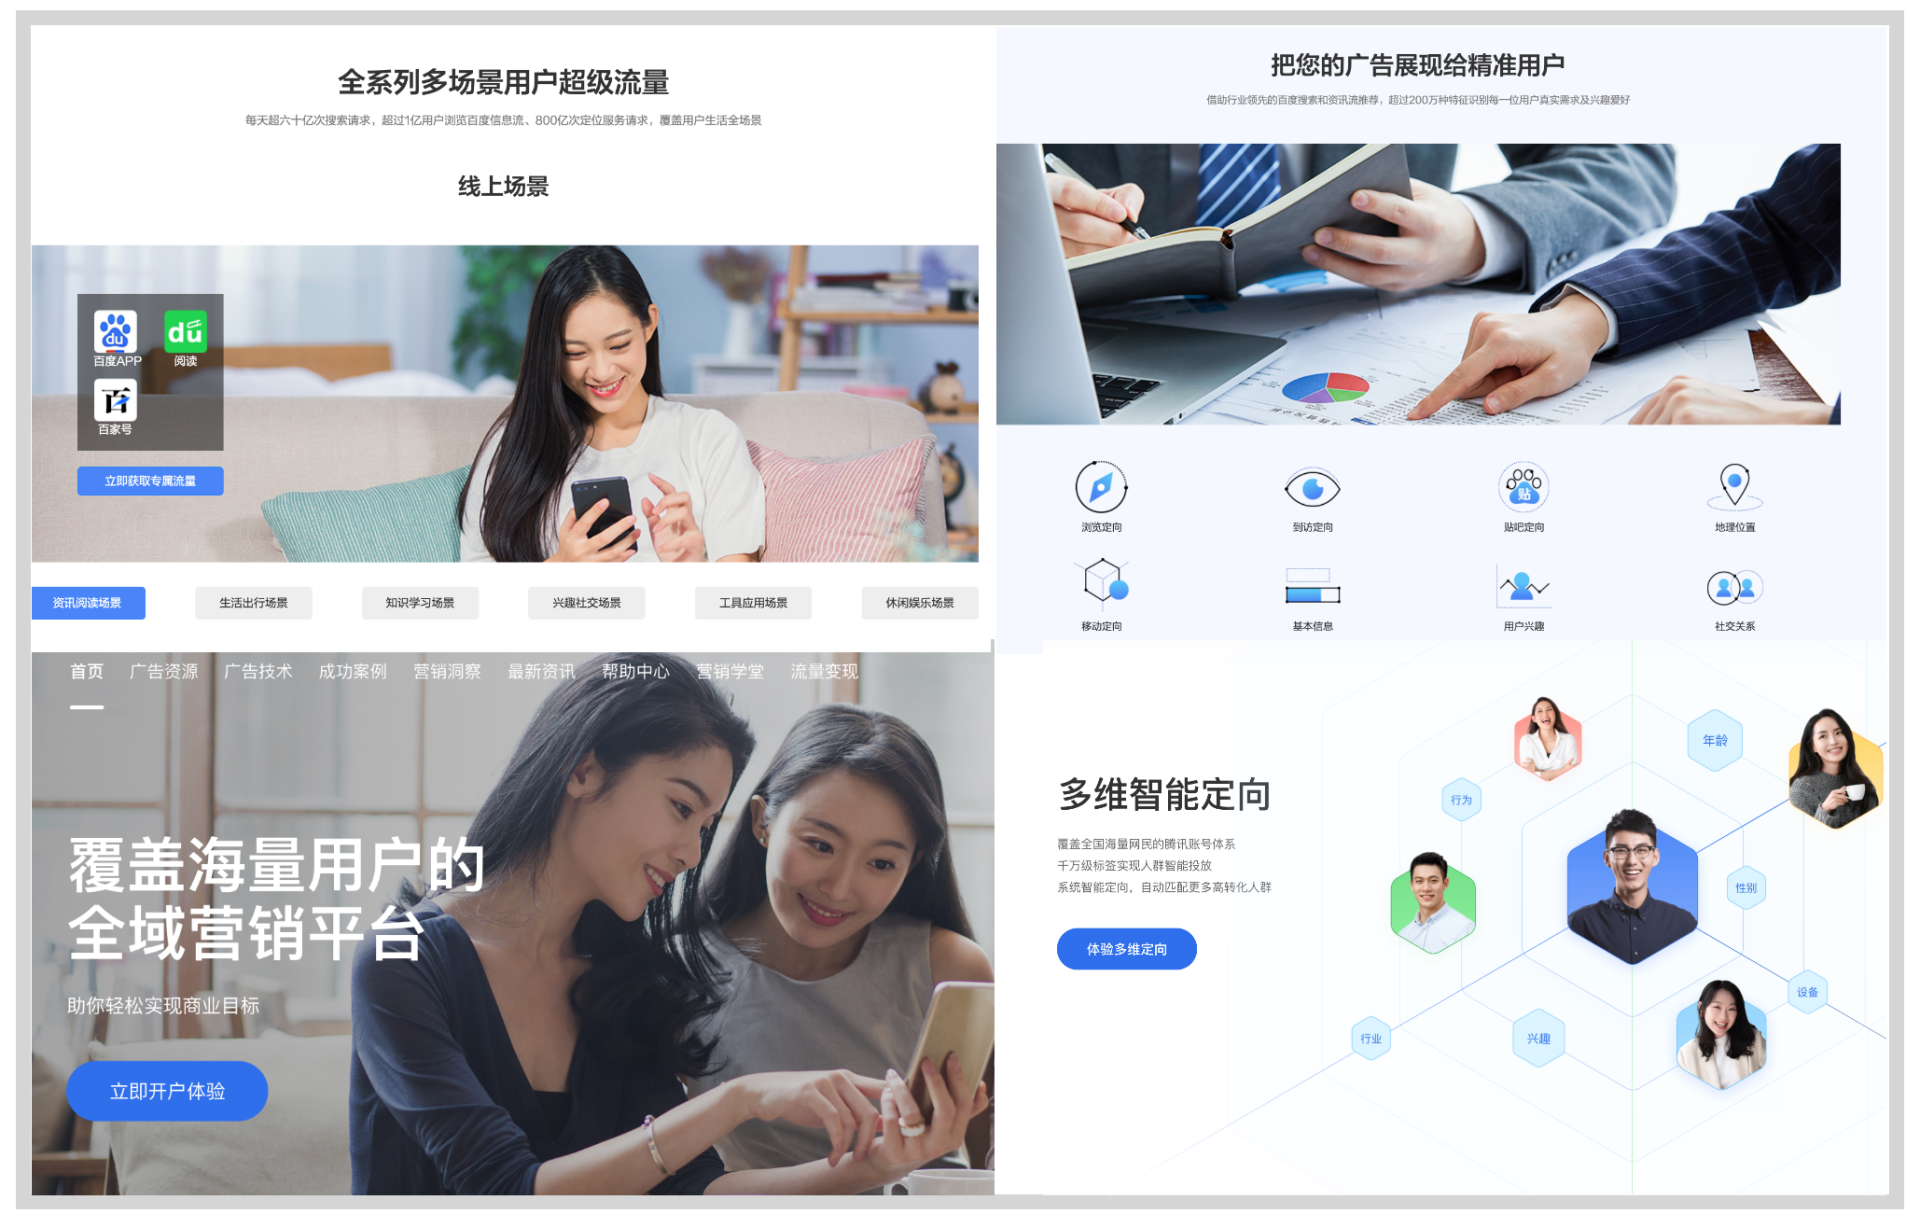 全系列多场景用户超级流量
每天超六十亿次搜索请求，超过1亿用户浏览百度信息流、800亿次定位服务请求，覆盖用户生活全场景
线上场景
du
百度APP
du
阅读
百
百家号
立即获取专属流量
资讯阅读场景
生活出行场景
知识学习场景
兴趣社交场景
工具应用场景
休闲娱乐场景
把您的广告展现给精准用户
借助行业领先的百度搜索和资讯流推荐，超过200万种特征识别每一位用户真实需求及兴趣爱好
浏览定向
到访定向
贴
贴吧定向
地理位置
移动定向
基本信息
用户兴趣
社交关系
首页 广告资源 广告技术 成功案例 营销洞察 最新资讯 帮助中心 营销学堂 流量变现
覆盖海量用户的
全域营销平台
助你轻松实现商业目标
立即开户体验
多维智能定向
覆盖全国海量网民的腾讯账号体系
千万级标签实现人群智能投放
系统智能定向，自动匹配更多高转化人群
体验多维定向
年龄
行为
性别
设备
行业
兴趣